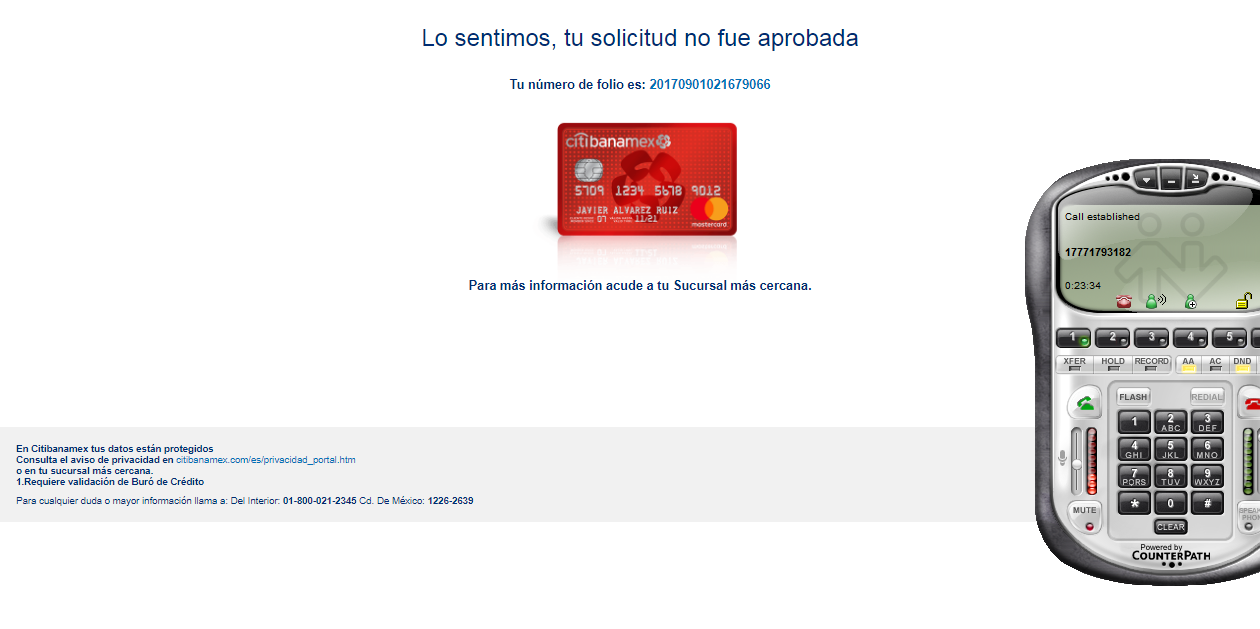 Lo sentimos, tu solicitud no fue aprobada
Tu número de folio es: 20170901021679066
citibanamex
5709 1234 5678 9012
07 11/21
JAVIER ALVAREZ RUIZ
mastercard
Para más información acude a tu Sucursal más cercana.
En Citibanamex tus datos están protegidos
Consulta el aviso de privacidad en citibanamex.com/es/privacidad_portal.htm
o en tu sucursal más cercana.
1.Requiere validación de Buró de Crédito
Para cualquier duda o mayor información llama a: Del Interior: 01-800-021-2345 Cd. De México: 1226-2639
Call established
17771793182
0:23:34
1 2 3 4 5
XFER HOLD RECORD AA AC DND
FLASH REDIAL
1 2 ABC 3 DEF
4 GHI 5 JKL 6 MNO
7 PQRS 8 TUV 9 WXYZ
* 0 #
MUTE
CLEAR
Powered by
COUNTERPATH